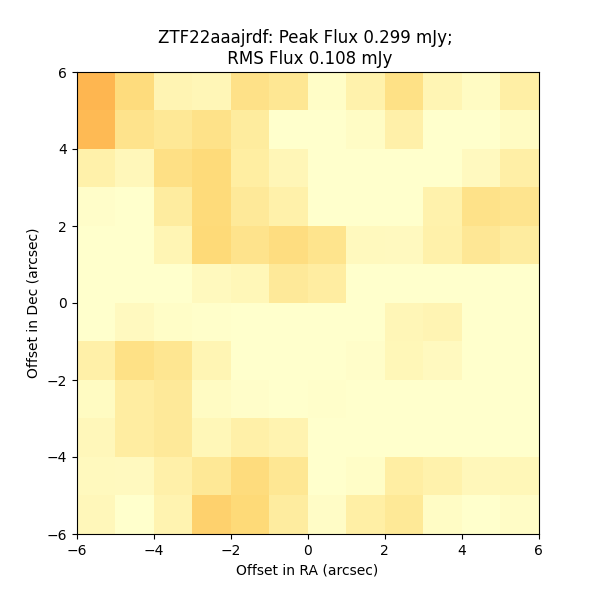 ZTF22aaajrdf: Peak Flux 0.299 mJy;
RMS Flux 0.108 mJy
6
4
2
0
−2
−4
−6
Offset in Dec (arcsec)
−6 −4 −2 0 2 4 6
Offset in RA (arcsec)